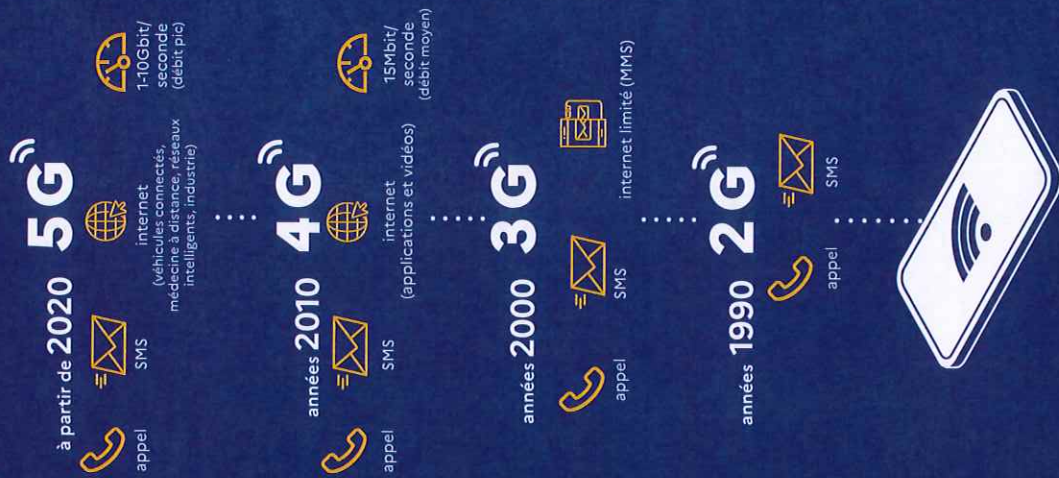 à partir de 2020 5G
appel
SMS
internet
(véhicules connectés,
médecine à distance, réseaux
intelligents, industrie)
1-10Gbit/
seconde
(débit pic)
années 2010 4G
appel
SMS
internet
(applications et vidéos)
15Mbit/
seconde
(débit moyen)
années 2000 3G
appel
SMS
internet limité (MMS)
années 1990 2G
appel
SMS